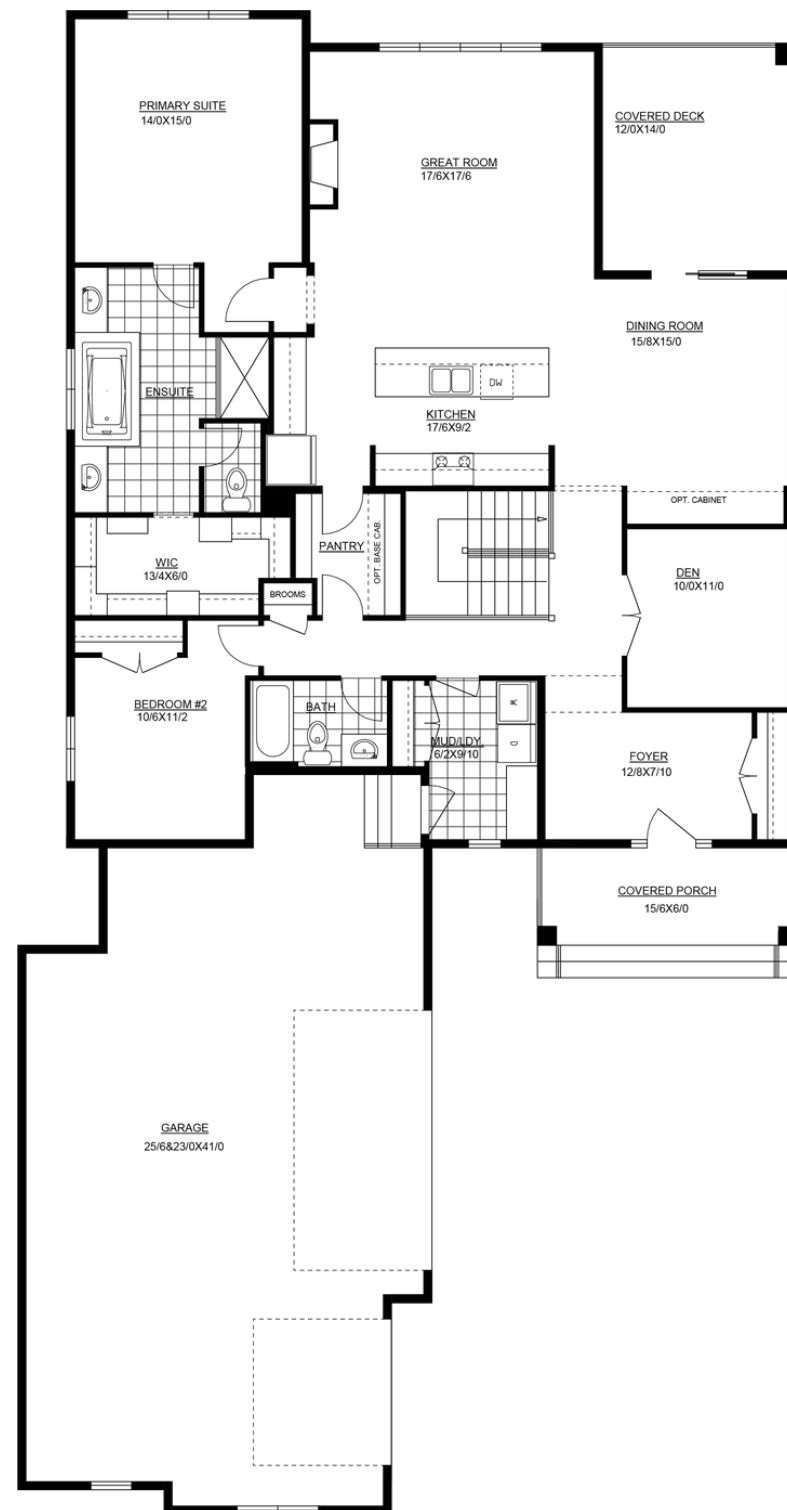 PRIMARY SUITE
14/0X15/0
COVERED DECK
12/0X14/0
GREAT ROOM
17/6X17/6
DINING ROOM
15/8X15/0
ENSUITE
DW
KITCHEN
17/6X9/2
OPT. CABINET
PANTRY
OPT. BASE CAB.
WIC
13/4X6/0
BROOMS
DEN
10/0X11/0
BEDROOM #2
10/6X11/2
BATH
W
D
MUD/LDY.
6/2X9/10
FOYER
12/8X7/10
COVERED PORCH
15/6X6/0
GARAGE
25/6&23/0X41/0